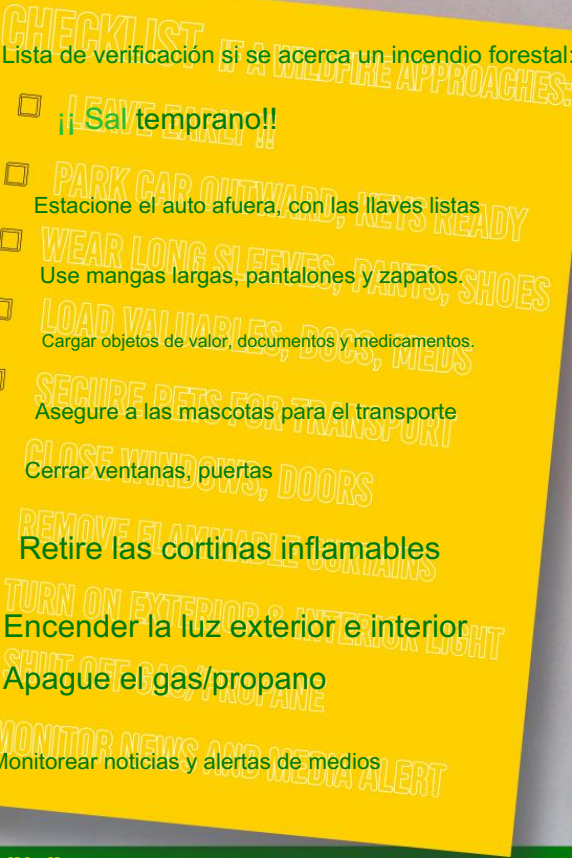 CHECKLIST IF A WILDFIRE APPROACHES:
Lista de verificación si se acerca un incendio forestal:
LEAVE EARLY !!
¡¡ Sal temprano!!
PARK CAR OUTWARD, KEYS READY
Estacione el auto afuera, con las llaves listas
WEAR LONG SLEEVES, PANTS, SHOES
Use mangas largas, pantalones y zapatos.
LOAD VALUABLES, DOCS, MEDS
Cargar objetos de valor, documentos y medicamentos.
SECURE PETS FOR TRANSPORT
Asegure a las mascotas para el transporte
CLOSE WINDOWS, DOORS
Cerrar ventanas, puertas
REMOVE FLAMMABLE CURTAINS
Retire las cortinas inflamables
TURN ON EXTERIOR & INTERIOR LIGHT
Encender la luz exterior e interior
SHUT OFF GAS/PROPANE
Apague el gas/propano
MONITOR NEWS AND MEDIA ALERT
Monitorear noticias y alertas de medios